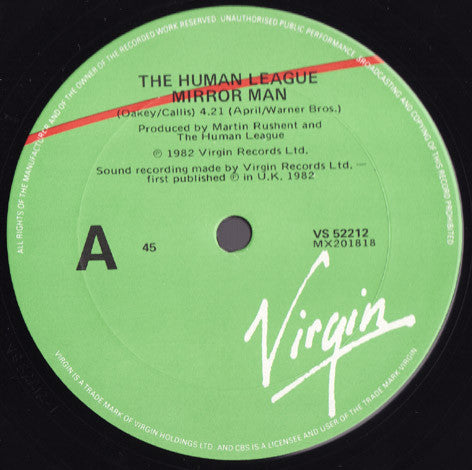 ALL RIGHTS OF THE MANUFACTURER AND OF THE OWNER OF THE RECORDED WORK RESERVED. UNAUTHORISED PUBLIC PERFORMANCE, BROADCASTING AND COPYING OF THIS RECORD PROHIBITED
THE HUMAN LEAGUE
MIRROR MAN
(Oakey/Callis) 4.21 (April/Warner Bros.)
Produced by Martin Rushent and
The Human League
℗ 1982 Virgin Records Ltd.
Sound recording made by Virgin Records Ltd. —
first published ℗ in U.K. 1982
A
45
VS 52212
MX201818
Virgin
VIRGIN IS A TRADE MARK OF VIRGIN HOLDINGS LTD. AND CBS IS A LICENSEE AND USER OF THE TRADE MARK VIRGIN